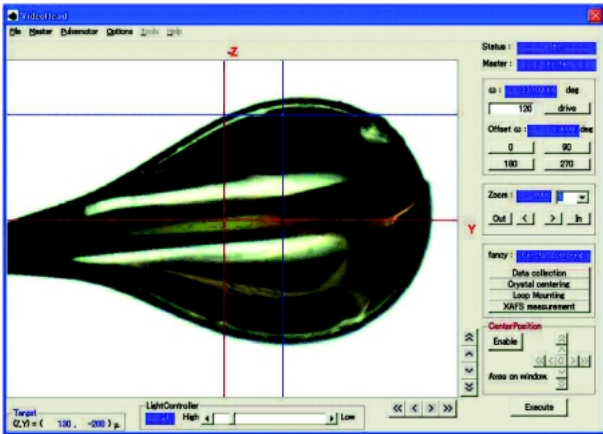 VideoHead
File Master Pulsemotor Options Tools Help
-Z
Y
Status :
Master :
ω :
deg
120 drive
Offset ω :
deg
0 90
180 270
Zoom :
Out < > In
fancy :
Data collection
Crystal centering
Loop Mounting
XAFS measurement
CenterPosition
Enable
Axes on window.
Execute
<< < > >>
Target
(Z,Y) = ( 130 , -200 ) μ
LightController
High Low